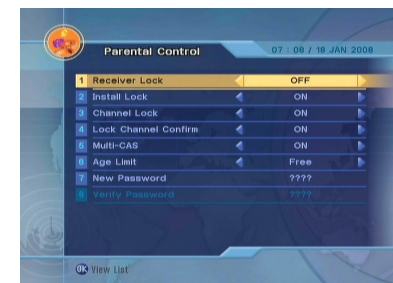 Parental Control
07 : 08 / 18 JAN 2008
1 Receiver Lock OFF
2 Install Lock ON
3 Channel Lock ON
4 Lock Channel Confirm ON
5 Multi-CAS ON
6 Age Limit Free
7 New Password ????
8 Verify Password ????
OK View List